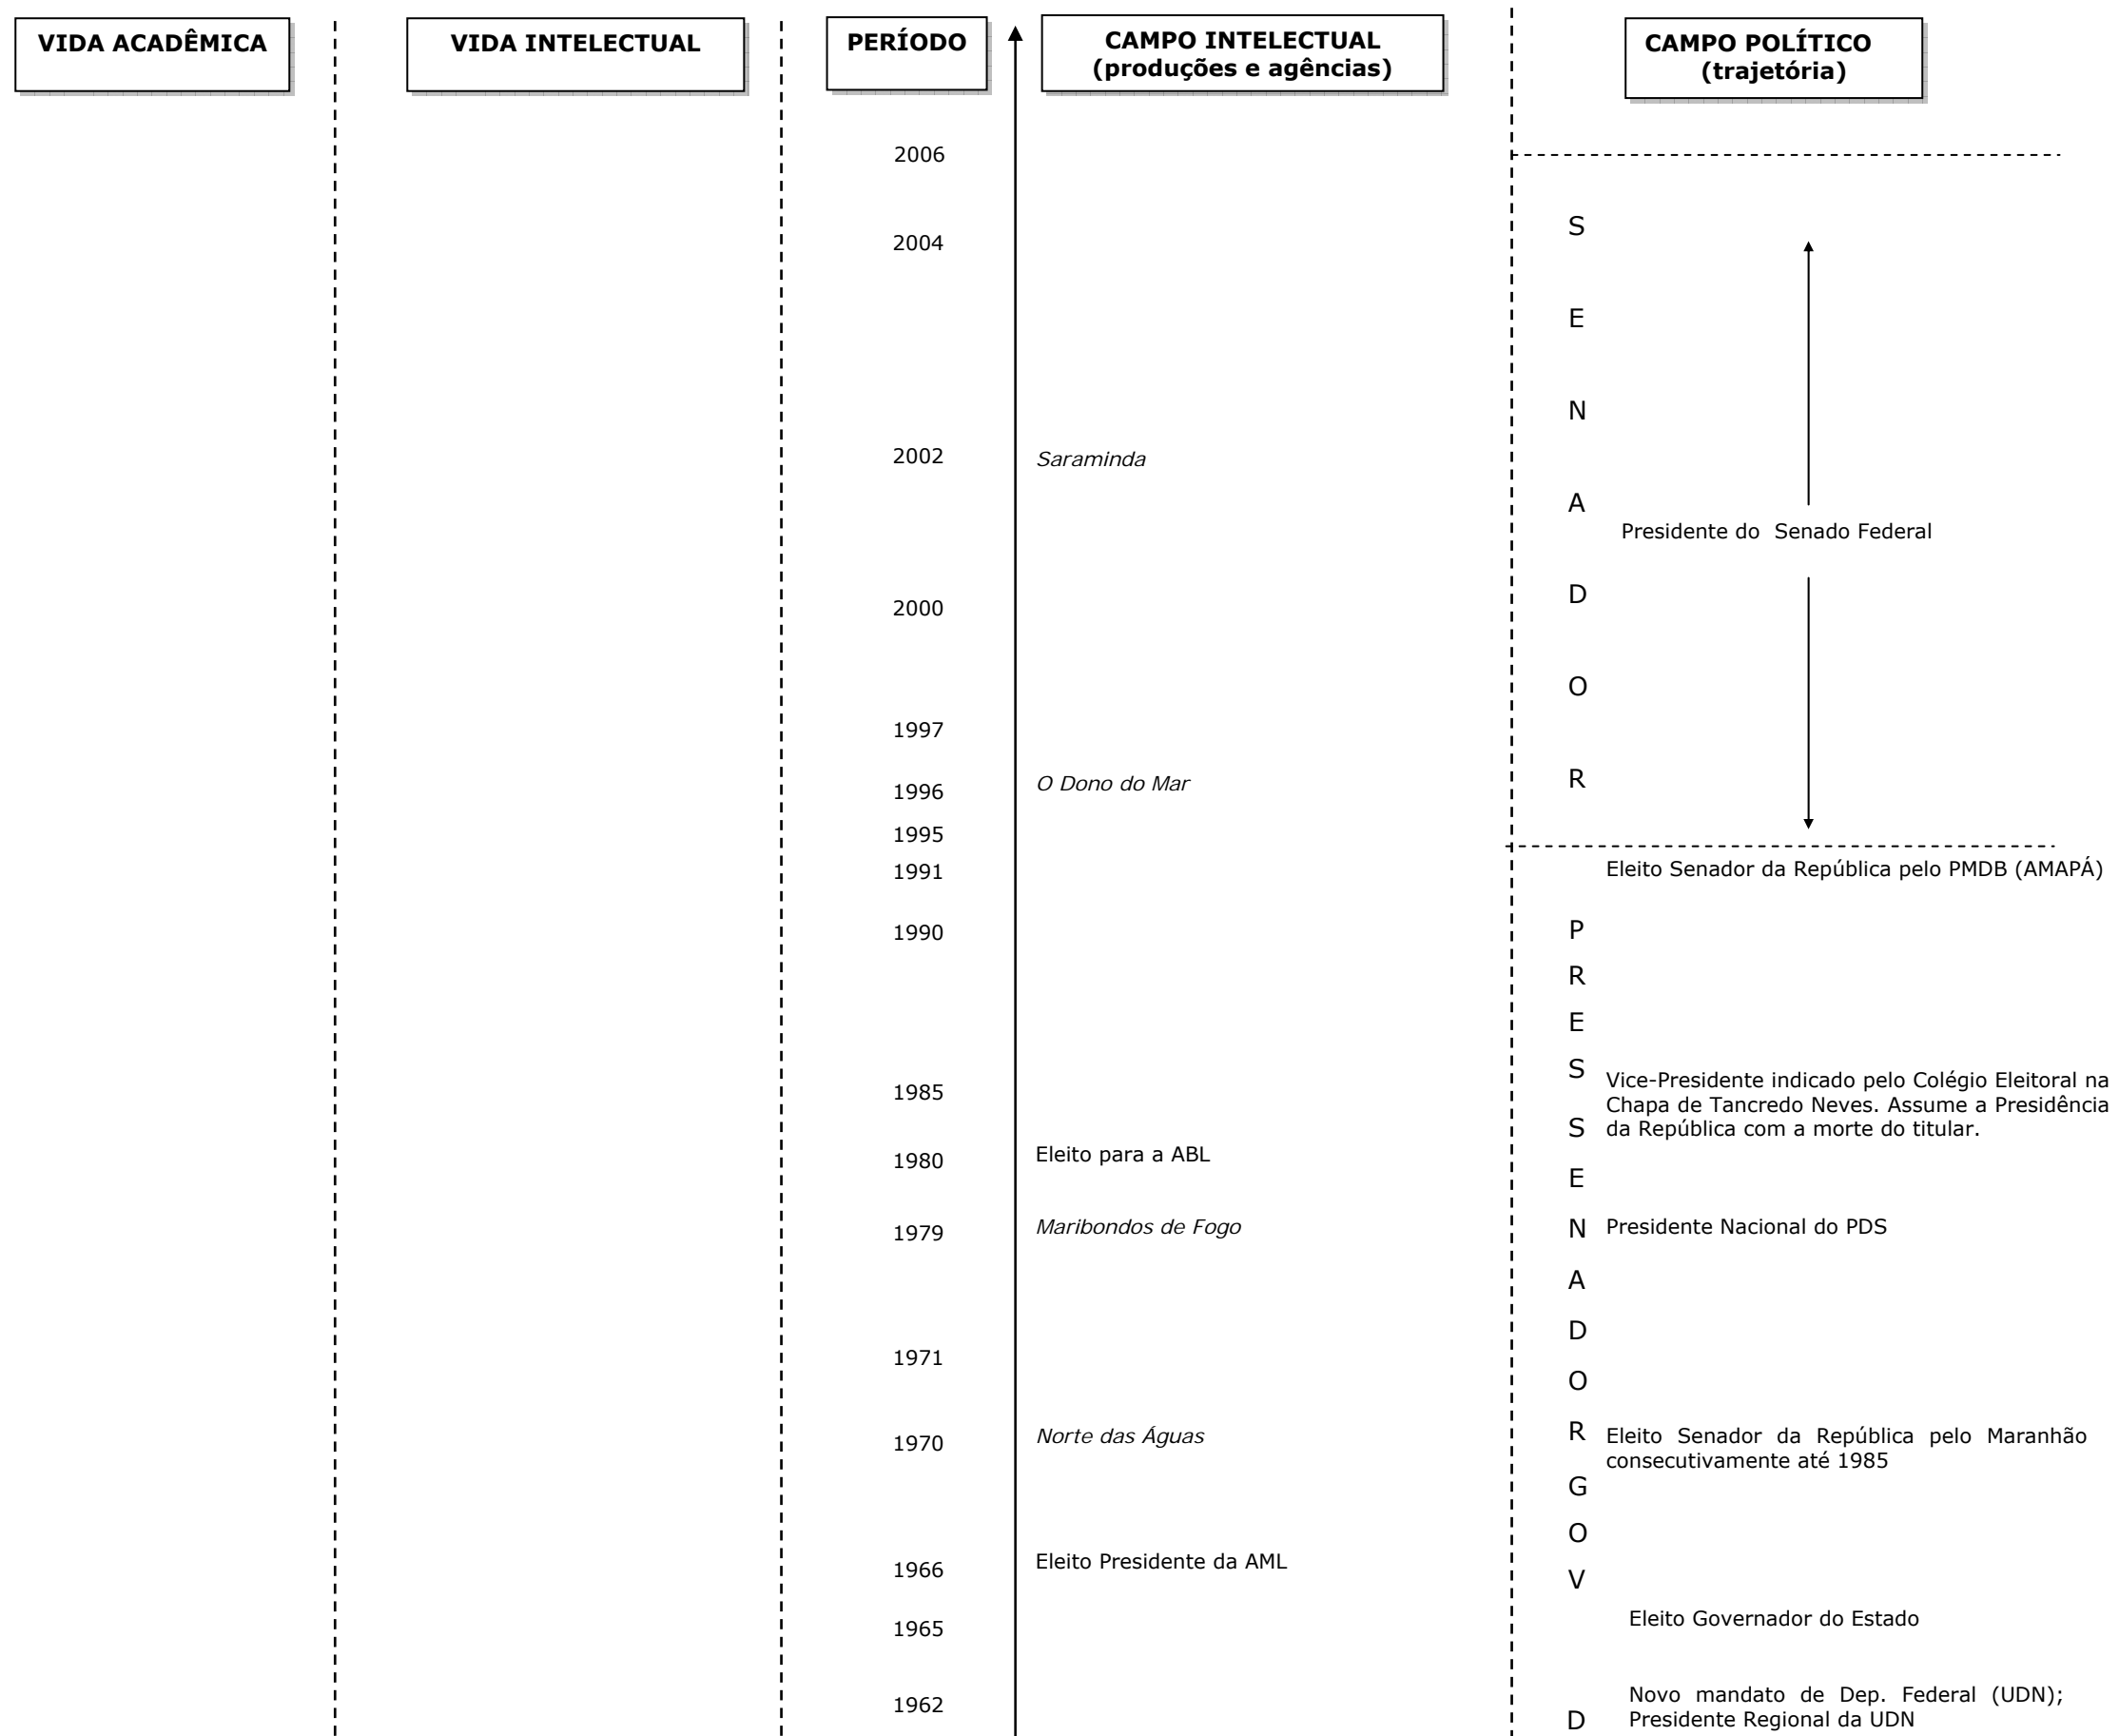 VIDA ACADÊMICA
VIDA INTELECTUAL
PERÍODO
CAMPO INTELECTUAL
(produções e agências)
CAMPO POLÍTICO
(trajetória)
2006
S
2004
E
N
2002
Saraminda
A
Presidente do Senado Federal
D
2000
O
1997
1996
O Dono do Mar
R
1995
1991
Eleito Senador da República pelo PMDB (AMAPÁ)
1990
P
R
E
S
1985
Vice-Presidente indicado pelo Colégio Eleitoral na
Chapa de Tancredo Neves. Assume a Presidência
da República com a morte do titular.
S
1980
Eleito para a ABL
E
1979
Maribondos de Fogo
N
Presidente Nacional do PDS
A
D
1971
O
1970
Norte das Águas
R
Eleito Senador da República pelo Maranhão
consecutivamente até 1985
G
O
1966
Eleito Presidente da AML
V
1965
Eleito Governador do Estado
1962
Novo mandato de Dep. Federal (UDN);
Presidente Regional da UDN
D